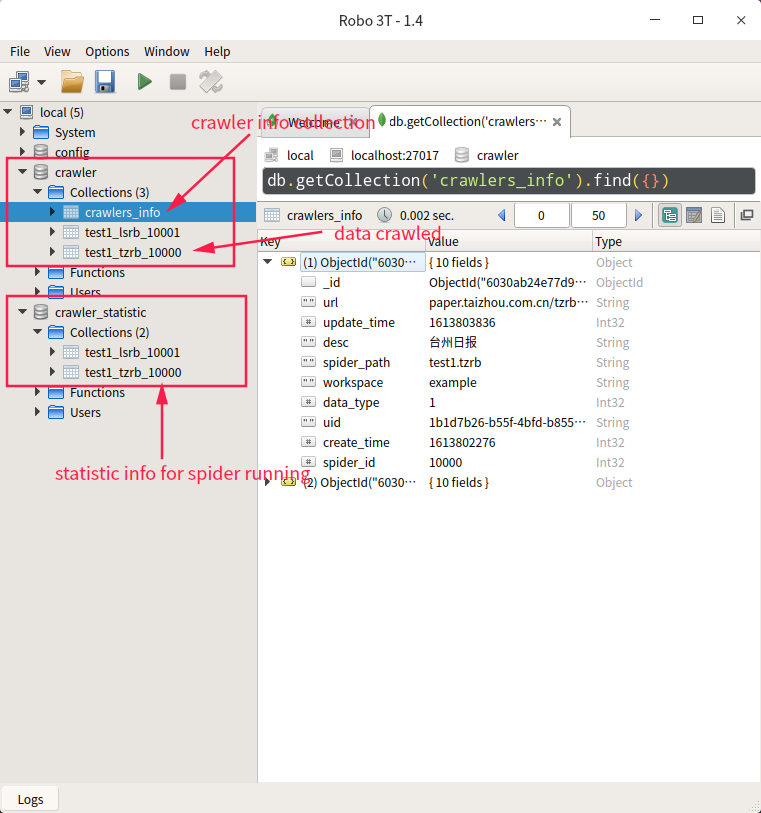 Robo 3T - 1.4
File View Options Window Help
local (5)
System
config
crawler
Collections (3)
crawlers_info
test1_lsrb_10001
test1_tzrb_10000
Functions
Users
crawler_statistic
Collections (2)
test1_lsrb_10001
test1_tzrb_10000
Functions
Users
crawler info collection
data crawled
statistic info for spider running
Welcome
db.getCollection('crawlers⋯
local localhost:27017 crawler
db.getCollection('crawlers_info').find({})
crawlers_info 0.002 sec. 0 50
Key Value Type
(1) ObjectId("6030⋯ { 10 fields } Object
_id ObjectId("6030ab24e77d9⋯ ObjectId
url paper.taizhou.com.cn/tzrb⋯ String
update_time 1613803836 Int32
desc 台州日报 String
spider_path test1.tzrb String
workspace example String
data_type 1 Int32
uid 1b1d7b26-b55f-4bfd-b855⋯ String
create_time 1613802276 Int32
spider_id 10000 Int32
(2) ObjectId("6030⋯ { 10 fields } Object
Logs